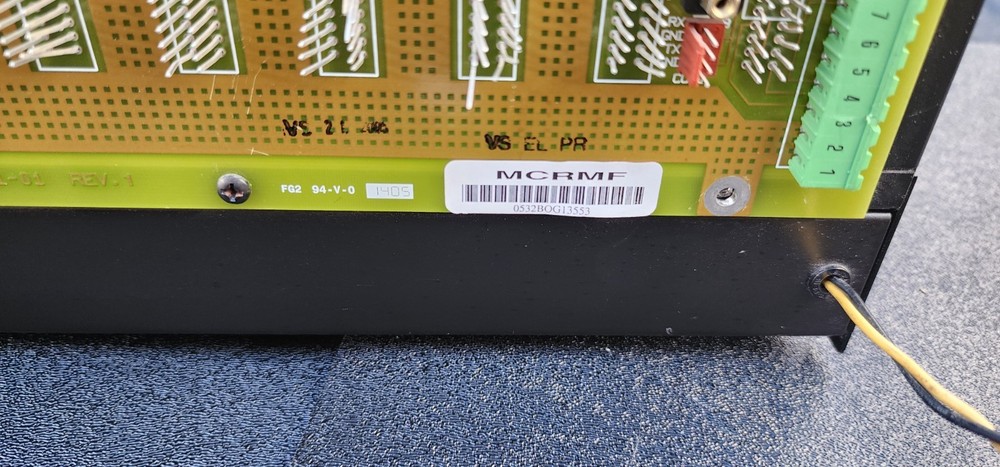 RX
GND
TX
7
6
5
4
3
2
1
VS 21
VS EL PR
REV.1
FG2 94-V-0 1405
MCRMF
0532BOG13553